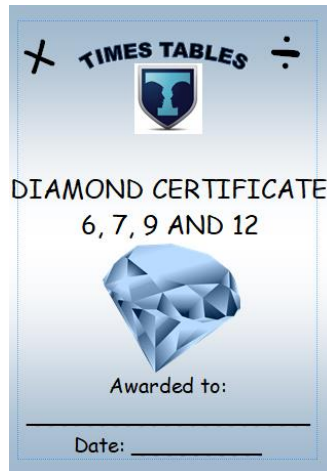 × TIMES TABLES ÷
DIAMOND CERTIFICATE
6, 7, 9 AND 12
Awarded to:
Date: